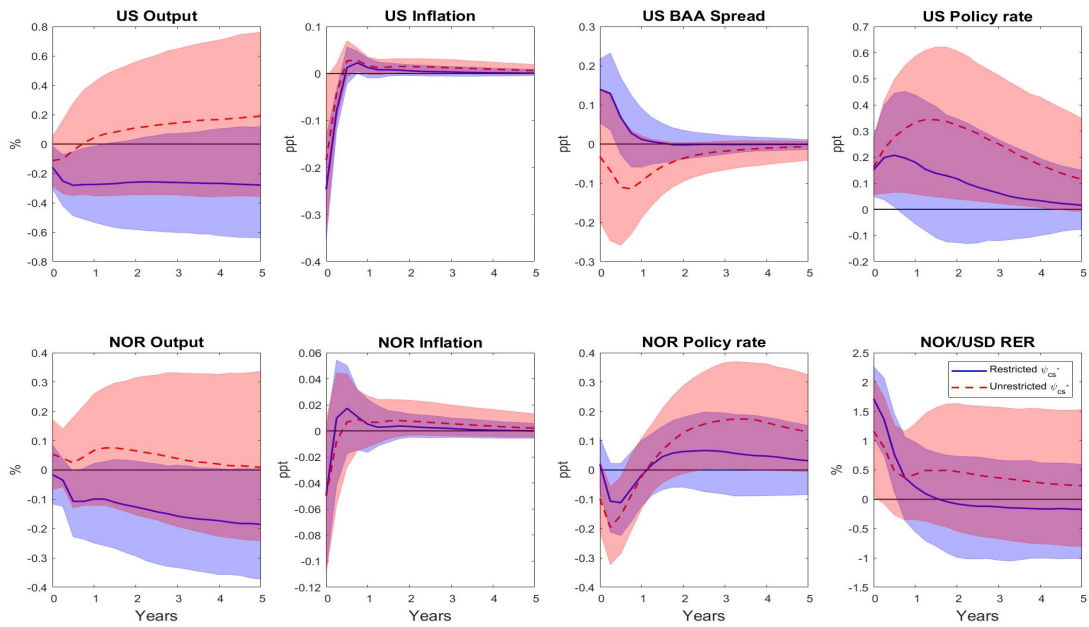 US Output
US Inflation
US BAA Spread
US Policy rate
%
0.8
0.6
0.4
0.2
0
-0.2
-0.4
-0.6
-0.8
0 1 2 3 4 5
ppt
0.2
0.1
0
-0.1
-0.2
-0.3
-0.4
0 1 2 3 4 5
ppt
0.3
0.2
0.1
0
-0.1
-0.2
-0.3
0 1 2 3 4 5
ppt
0.7
0.6
0.5
0.4
0.3
0.2
0.1
0
-0.1
-0.2
0 1 2 3 4 5
NOR Output
NOR Inflation
NOR Policy rate
NOK/USD RER
%
0.4
0.3
0.2
0.1
0
-0.1
-0.2
-0.3
-0.4
0 1 2 3 4 5
Years
ppt
0.06
0.04
0.02
0
-0.02
-0.04
-0.06
-0.08
-0.1
-0.12
0 1 2 3 4 5
Years
ppt
0.4
0.3
0.2
0.1
0
-0.1
-0.2
-0.3
-0.4
0 1 2 3 4 5
Years
%
2.5
2
1.5
1
0.5
0
-0.5
-1
-1.5
0 1 2 3 4 5
Years
Restricted ψcs*
Unrestricted ψcs*